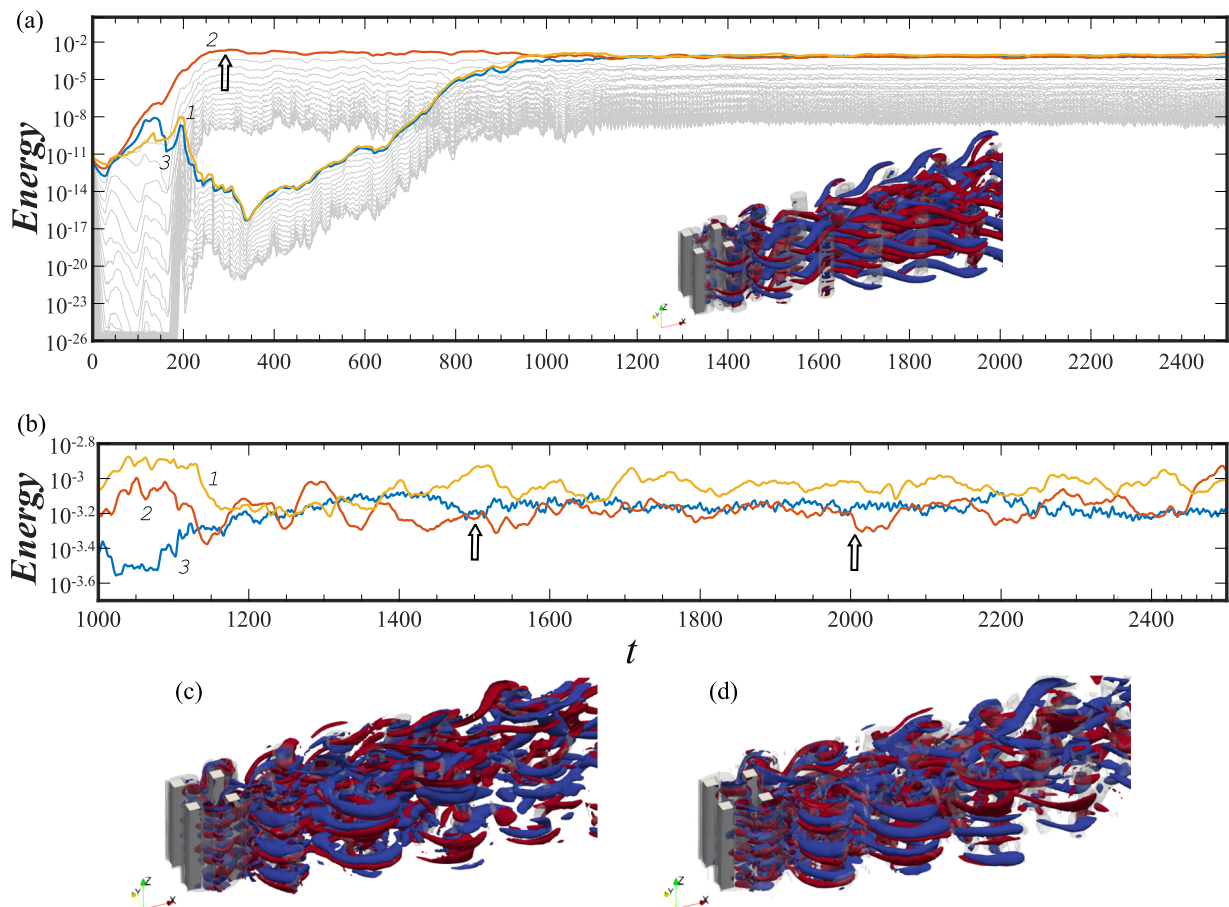 (a)
Energy
10-2
10-5
10-8
10-11
10-14
10-17
10-20
10-23
10-26
2
1
3
Z
Y
X
0 200 400 600 800 1000 1200 1400 1600 1800 2000 2200 2400
(b)
Energy
10-2.8
10-3
10-3.2
10-3.4
10-3.6
1
2
3
1000 1200 1400 1600 1800 2000 2200 2400
t
(c) (d)
Z Z
Y X Y X